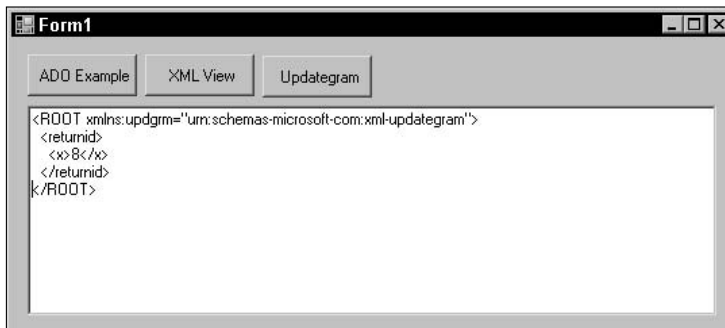 Form1
ADO Example XML View Updategram
<ROOT xmlns:updgrm="urn:schemas-microsoft-com:xml-updategram">
<returnid>
<x>8</x>
</returnid>
</ROOT>